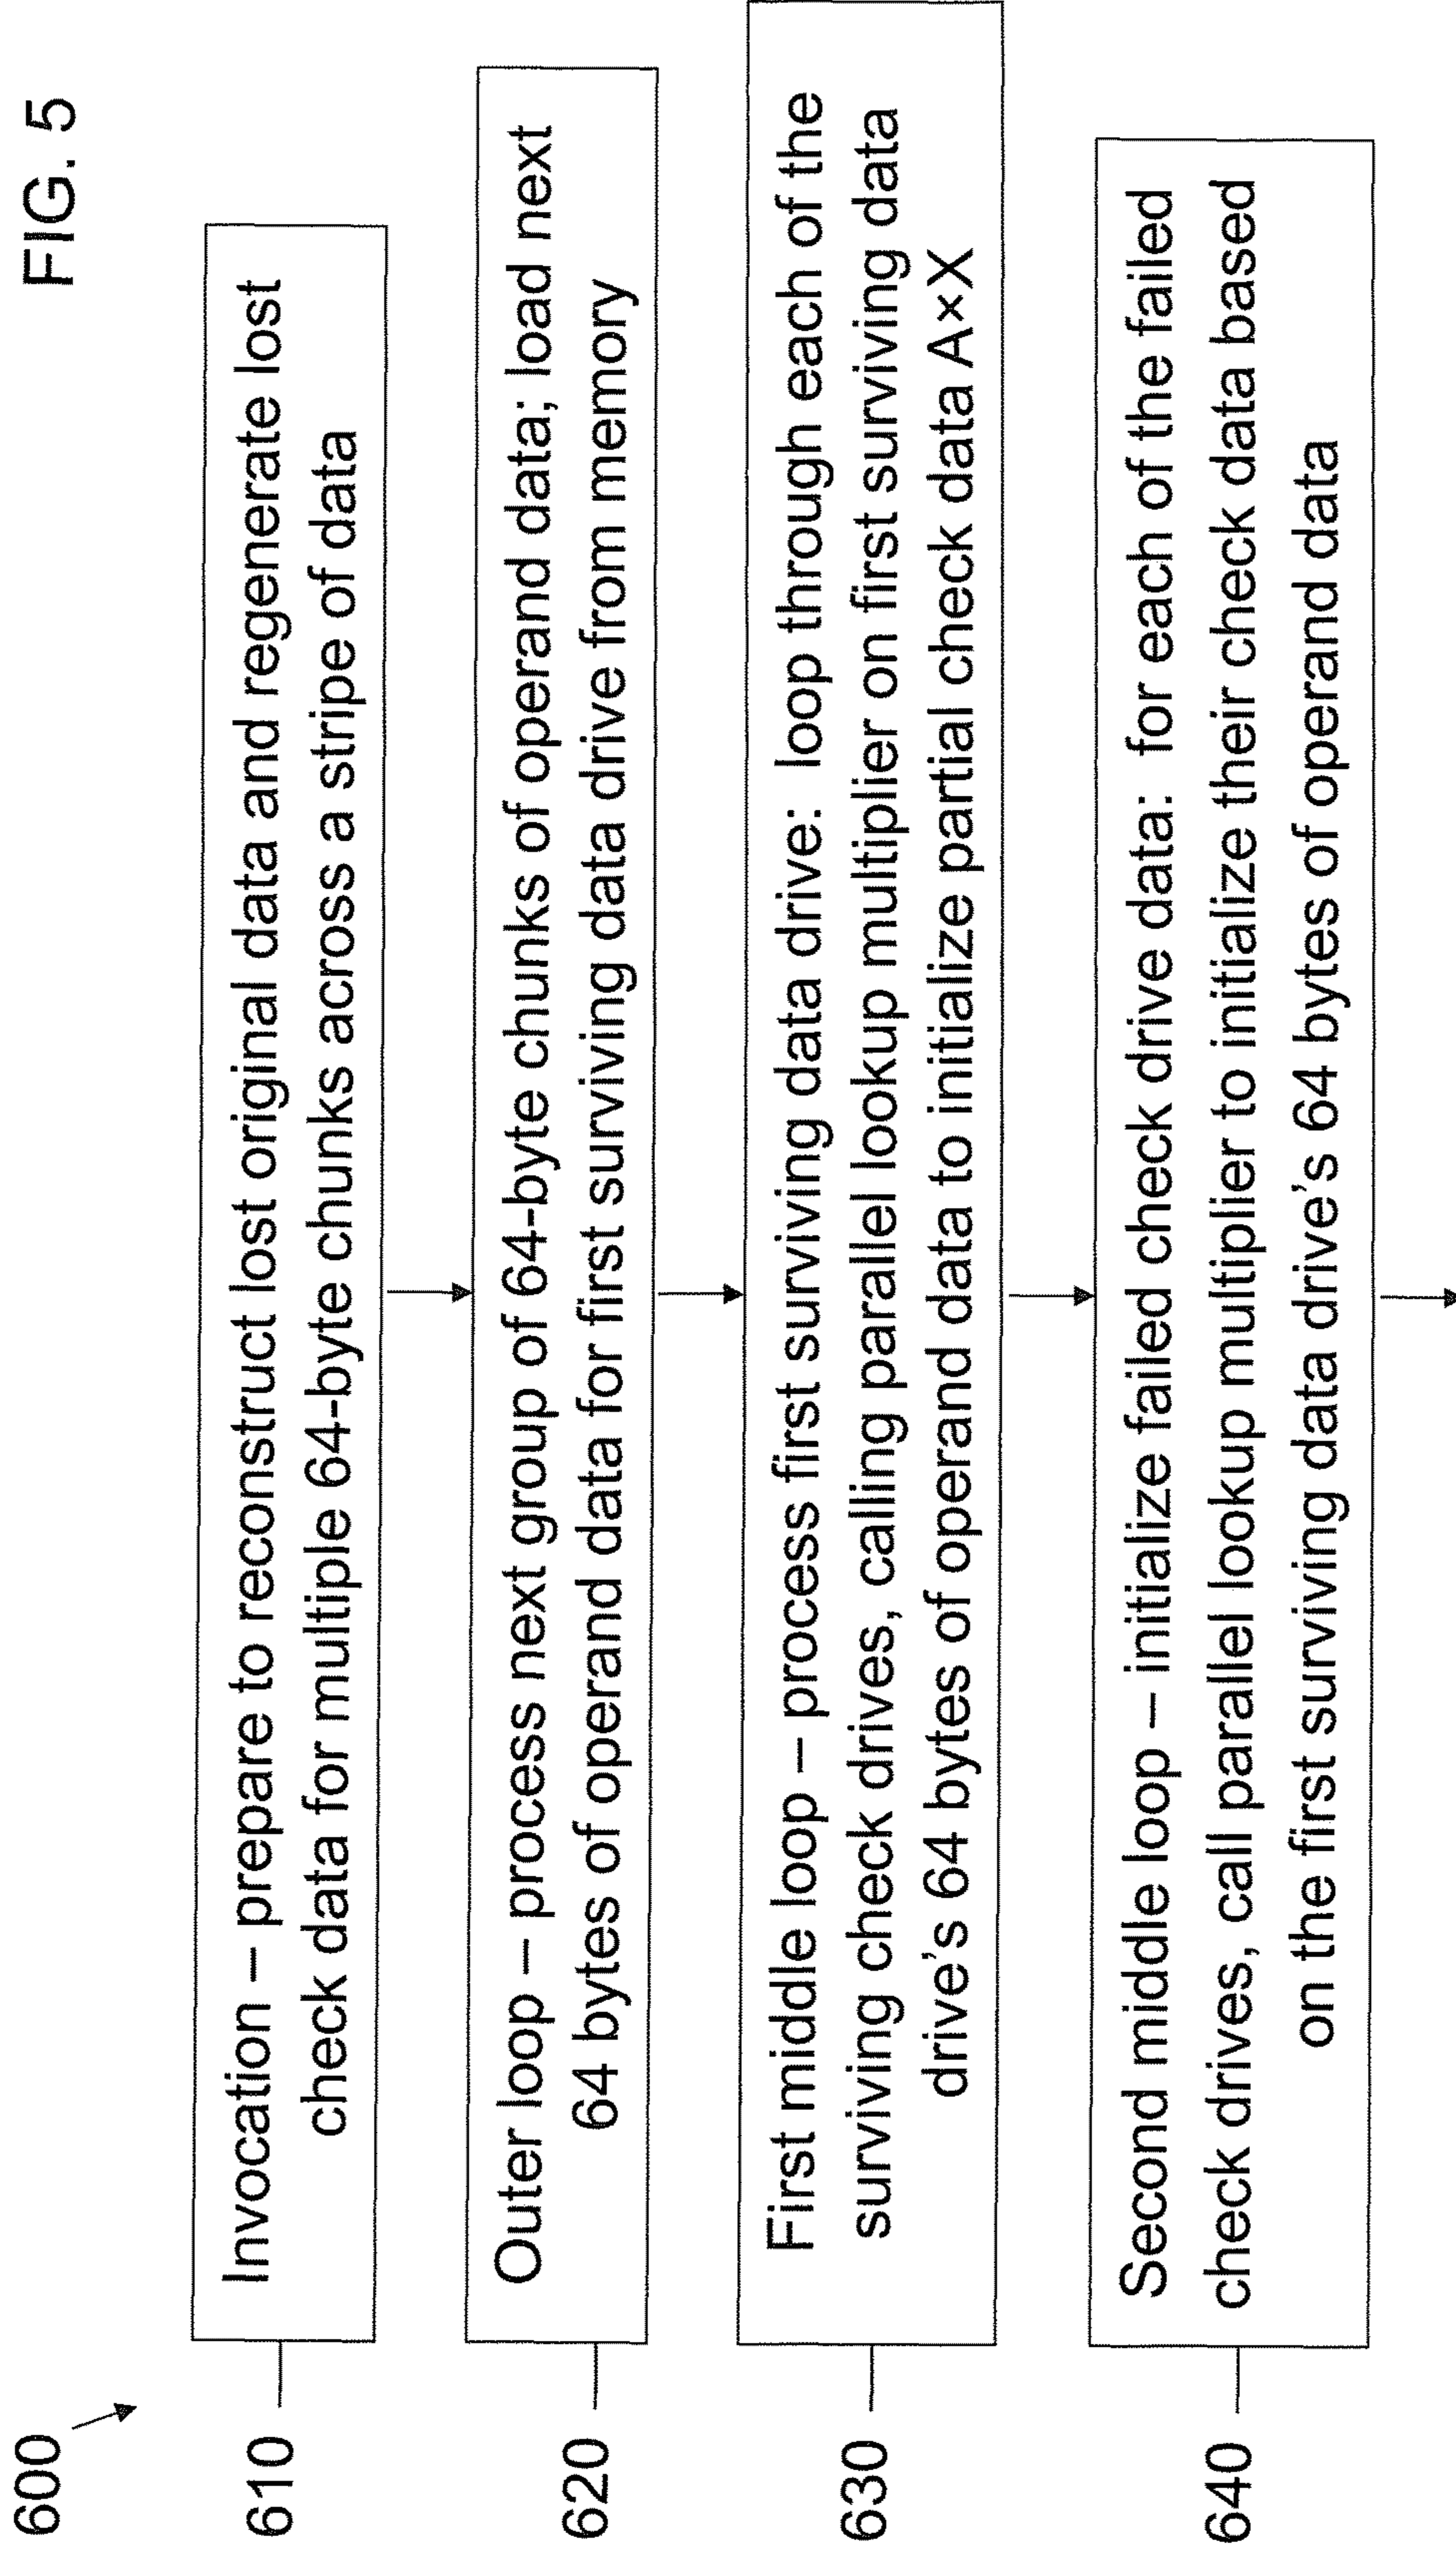 FIG. 5
600
610
Invocation – prepare to reconstruct lost original data and regenerate lost
check data for multiple 64-byte chunks across a stripe of data
620
Outer loop – process next group of 64-byte chunks of operand data; load next
64 bytes of operand data for first surviving data drive from memory
630
First middle loop – process first surviving data drive: loop through each of the
surviving check drives, calling parallel lookup multiplier on first surviving data
drive's 64 bytes of operand data to initialize partial check data A×X
640
Second middle loop – initialize failed check drive data: for each of the failed
check drives, call parallel lookup multiplier to initialize their check data based
on the first surviving data drive's 64 bytes of operand data